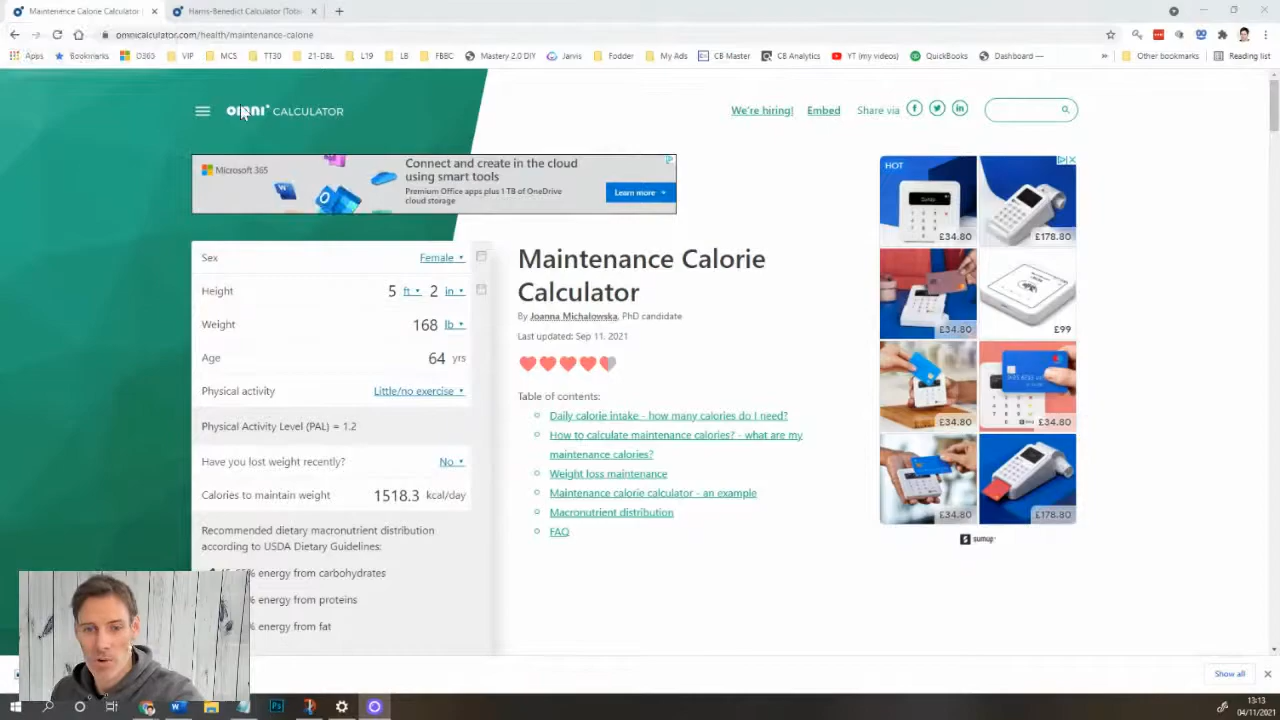 Maintenance Calorie Calculator
Harris-Benedict Calculator (Total
omnicalculator.com/health/maintenance-calorie
Apps
Bookmarks
D365
VIP
MCS
TT30
21-DBL
L19
LB
FBBC
Mastery 2.0 DIY
Jarvis
Fodder
My Ads
CB Master
CB Analytics
YT (my videos)
QuickBooks
Dashboard —
Other bookmarks
Reading list
omni CALCULATOR
We're hiring!
Embed
Share via
Microsoft 365
Connect and create in the cloud
using smart tools
Premium Office apps plus 1 TB of OneDrive
cloud storage
Learn more
Sex Female
Height 5 ft 2 in
Weight 168 lb
Age 64 yrs
Physical activity Little/no exercise
Physical Activity Level (PAL) = 1.2
Have you lost weight recently? No
Calories to maintain weight 1518.3 kcal/day
Recommended dietary macronutrient distribution
according to USDA Dietary Guidelines:
energy from carbohydrates
% energy from proteins
% energy from fat
Maintenance Calorie
Calculator
By Joanna Michałowska, PhD candidate
Last updated: Sep 11, 2021
Table of contents:
Daily calorie intake - how many calories do I need?
How to calculate maintenance calories? - what are my
maintenance calories?
Weight loss maintenance
Maintenance calorie calculator - an example
Macronutrient distribution
FAQ
HOT
£34.80
£178.80
£34.80
£99
£34.80
£34.80
£34.80
£178.80
sumup
Show all
13:13
04/11/2021